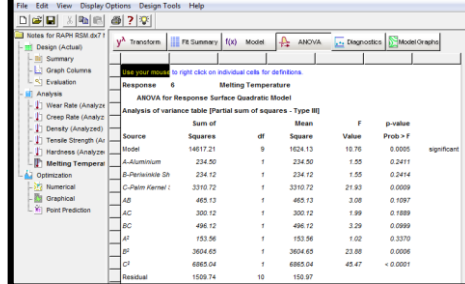 File Edit View Display Options Design Tools Help
Notes for RAPH RSM.dx7
Design (Actual)
Summary
Graph Columns
Evaluation
Analysis
Wear Rate (Analyze
Creep Rate (Analyz
Density (Analyzed)
Tensile Strength (An
Hardness (Analyze
Melting Tempera
Optimization
Numerical
Graphical
Point Prediction
y^λ Transform Fit Summary f(x) Model ANOVA Diagnostics Model Graphs
Use your mouse to right click on individual cells for definitions.
Response 6 Melting Temperature
ANOVA for Response Surface Quadratic Model
Analysis of variance table [Partial sum of squares - Type III]
Sum of Mean F p-value
Source Squares df Square Value Prob > F
Model 14617.21 9 1624.13 10.76 0.0005 significant
A-Aluminium 234.50 1 234.50 1.55 0.2411
B-Periwinkle Sh 234.12 1 234.12 1.55 0.2414
C-Palm Kernel 3310.72 1 3310.72 21.93 0.0009
AB 465.13 1 465.13 3.08 0.1097
AC 300.12 1 300.12 1.99 0.1889
BC 496.12 1 496.12 3.29 0.0999
A² 153.56 1 153.56 1.02 0.3370
B² 3604.65 1 3604.65 23.88 0.0006
C² 6865.04 1 6865.04 45.47 < 0.0001
Residual 1509.74 10 150.97